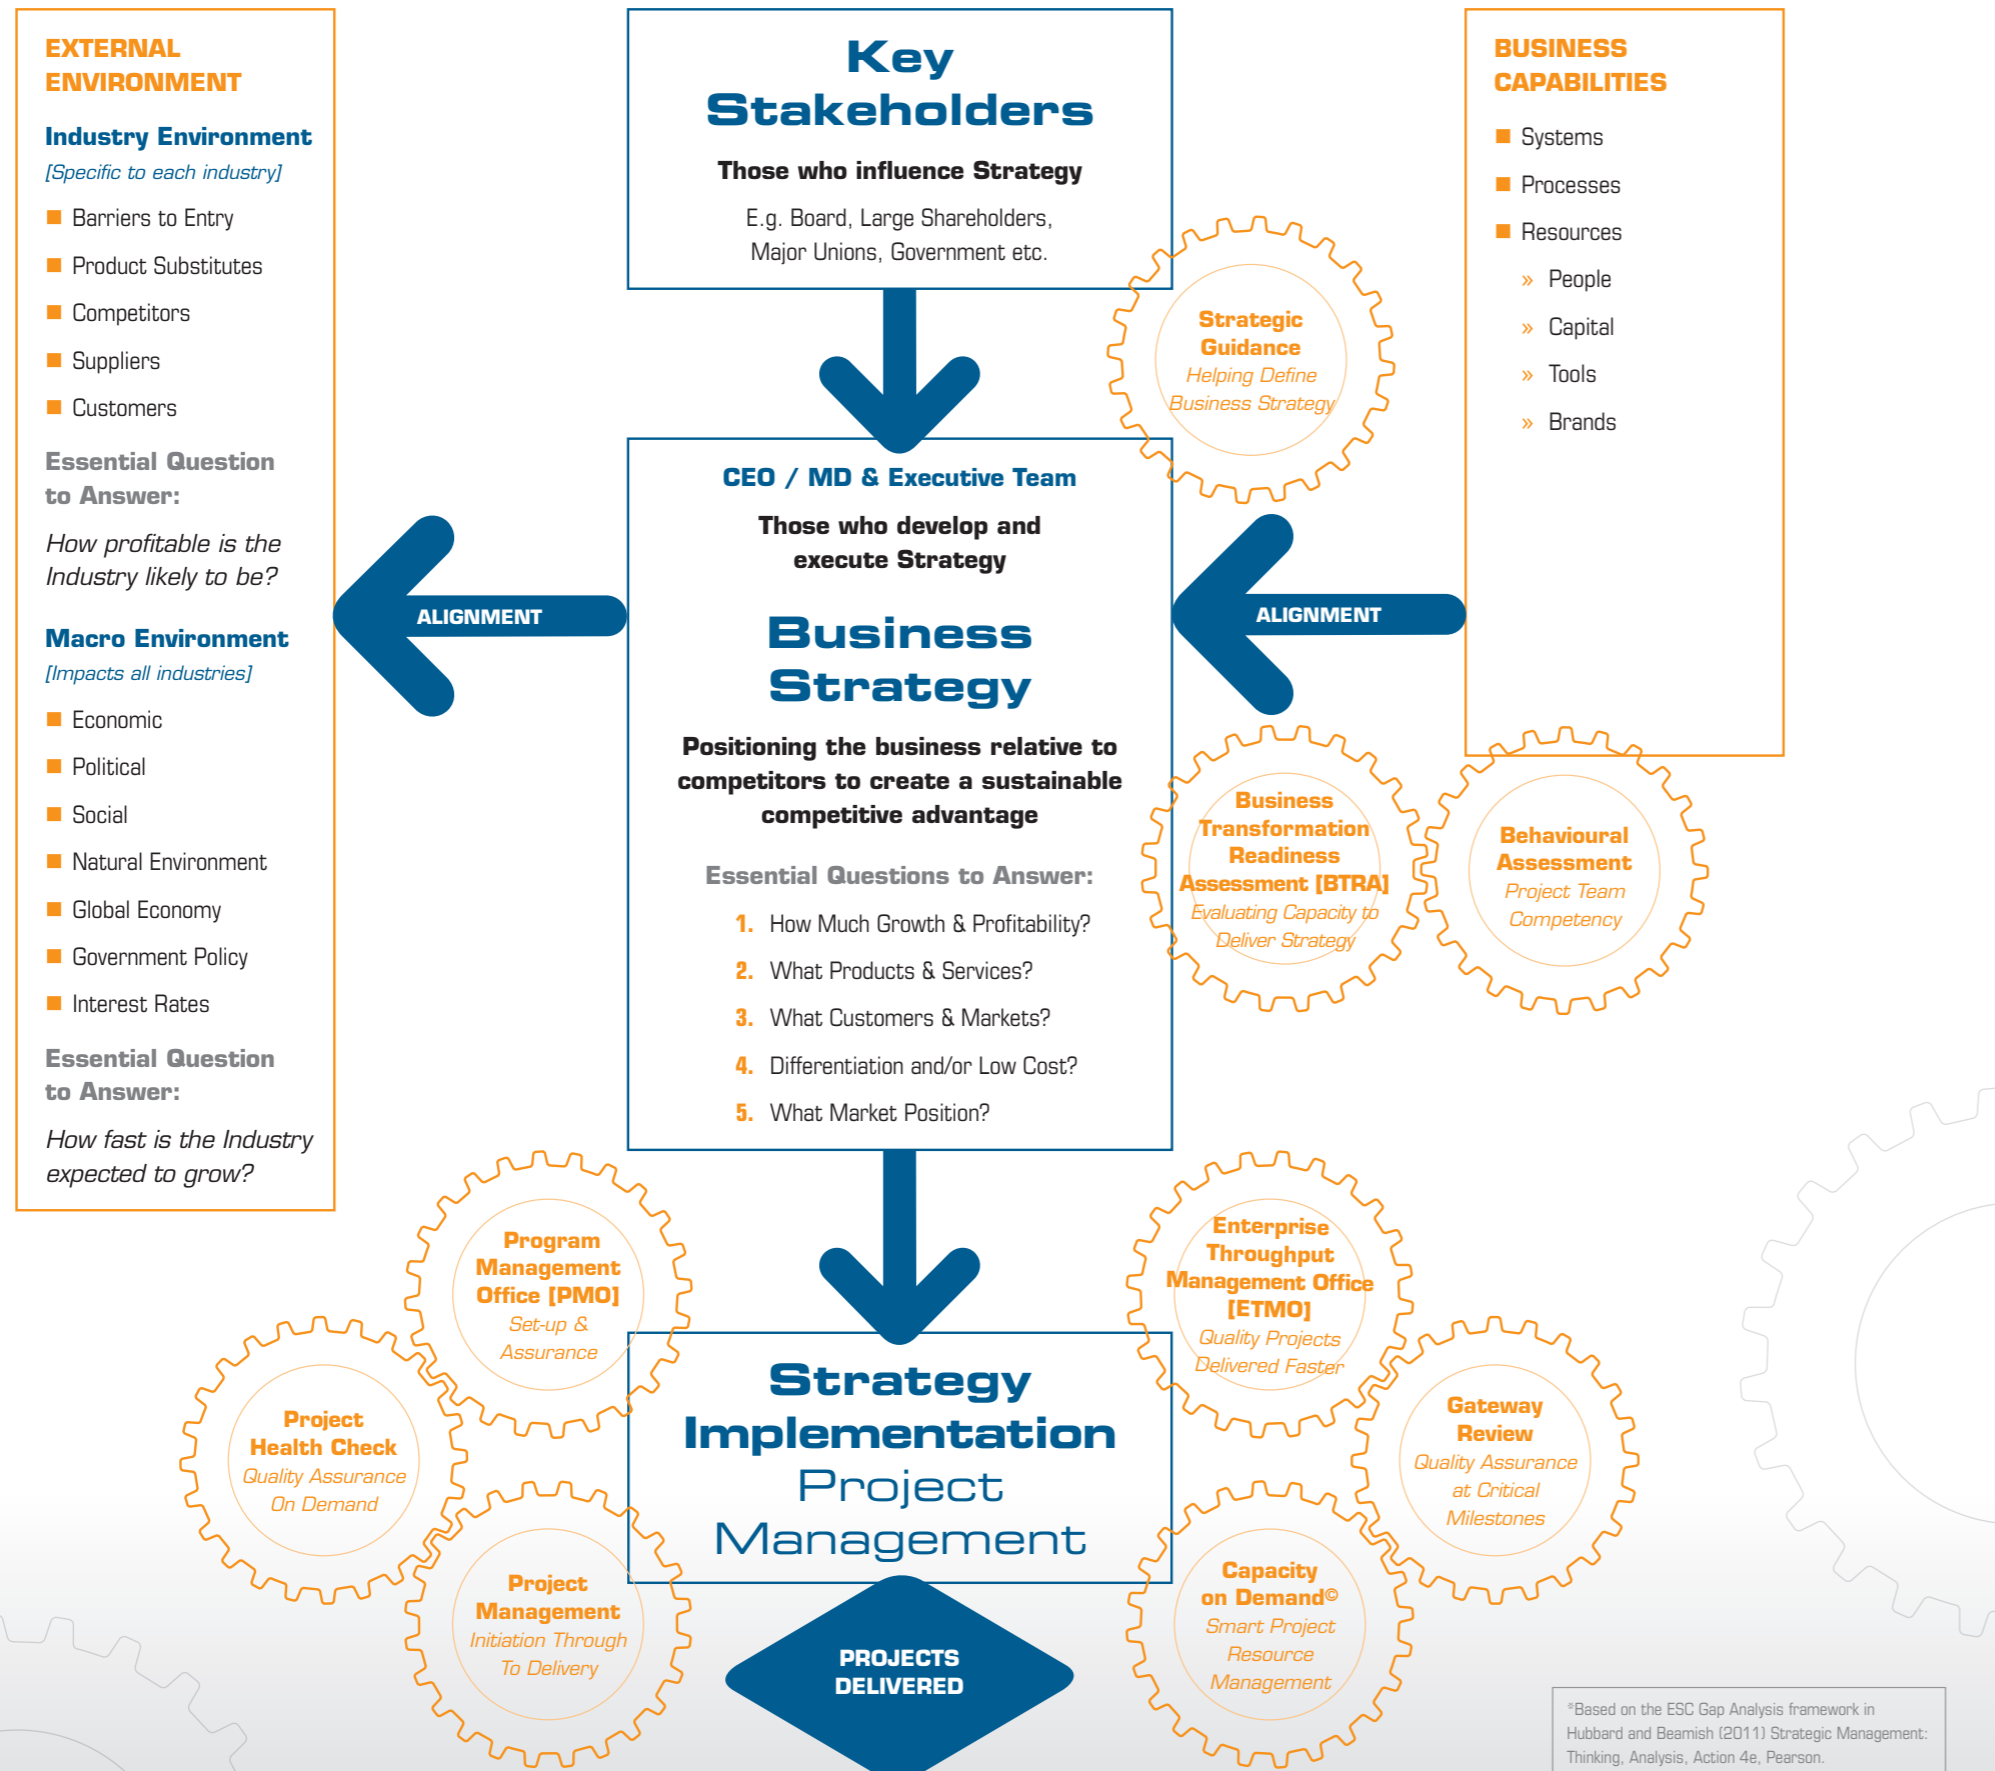 EXTERNAL
ENVIRONMENT
Industry Environment
[Specific to each industry]
Barriers to Entry
Product Substitutes
Competitors
Suppliers
Customers
Essential Question
to Answer:
How profitable is the
Industry likely to be?
Macro Environment
[Impacts all industries]
Economic
Political
Social
Natural Environment
Global Economy
Government Policy
Interest Rates
Essential Question
to Answer:
How fast is the Industry
expected to grow?
Key
Stakeholders
Those who influence Strategy
E.g. Board, Large Shareholders,
Major Unions, Government etc.
Strategic
Guidance
Helping Define
Business Strategy
BUSINESS
CAPABILITIES
Systems
Processes
Resources
» People
» Capital
» Tools
» Brands
ALIGNMENT
CEO / MD & Executive Team
Those who develop and
execute Strategy
Business
Strategy
Positioning the business relative to
competitors to create a sustainable
competitive advantage
Essential Questions to Answer:
1. How Much Growth & Profitability?
2. What Products & Services?
3. What Customers & Markets?
4. Differentiation and/or Low Cost?
5. What Market Position?
ALIGNMENT
Business
Transformation
Readiness
Assessment [BTRA]
Evaluating Capacity to
Deliver Strategy
Behavioural
Assessment
Project Team
Competency
Program
Management
Office [PMO]
Set-up &
Assurance
Project
Health Check
Quality Assurance
On Demand
Project
Management
Initiation Through
To Delivery
Strategy
Implementation
Project
Management
PROJECTS
DELIVERED
Enterprise
Throughput
Management Office
[ETMO]
Quality Projects
Delivered Faster
Gateway
Review
Quality Assurance
at Critical
Milestones
Capacity
on Demand©
Smart Project
Resource
Management
*Based on the ESC Gap Analysis framework in
Hubbard and Beamish (2011) Strategic Management:
Thinking, Analysis, Action 4e, Pearson.